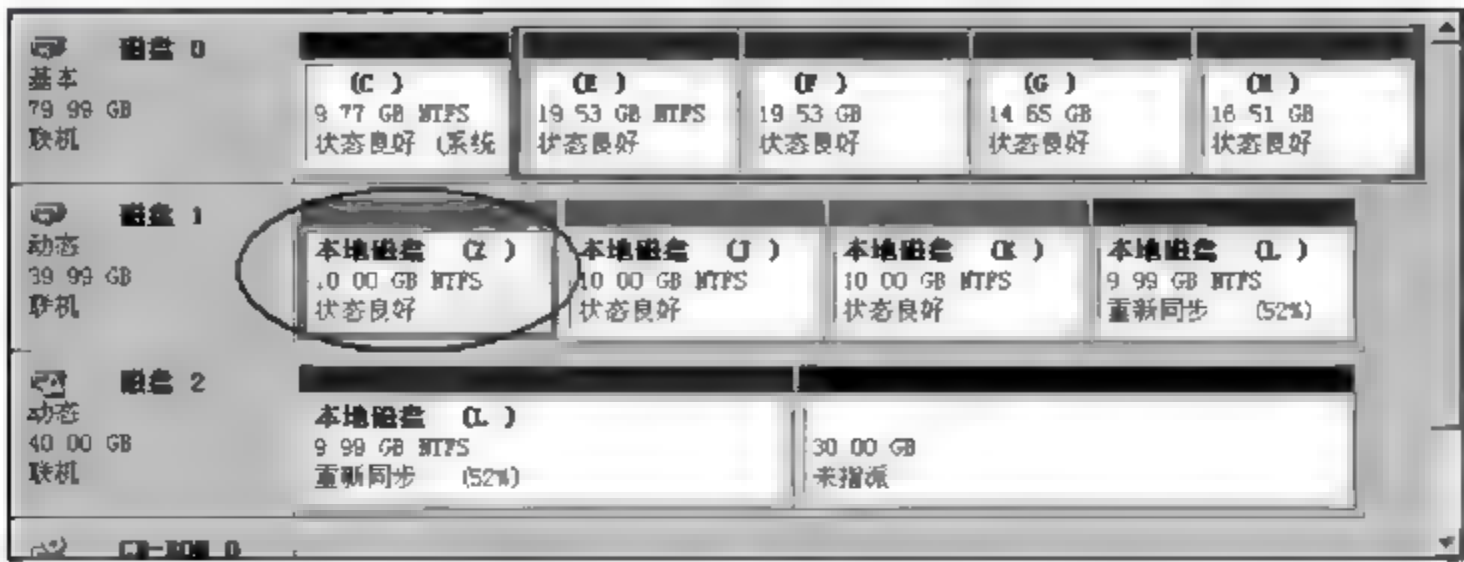 磁盘 0
基本
79.99 GB
联机
(C:)
9.77 GB NTFS
状态良好 (系统
(E:)
19.53 GB NTFS
状态良好
(F:)
19.53 GB
状态良好
(G:)
14.65 GB
状态良好
16.51 GB
状态良好
磁盘 1
动态
39.99 GB
联机
本地磁盘 (Z:)
10.00 GB NTFS
状态良好
本地磁盘 (J:)
10.00 GB NTFS
状态良好
本地磁盘 (K:)
10.00 GB NTFS
状态良好
本地磁盘 (L:)
9.99 GB NTFS
重新同步 (52%)
磁盘 2
动态
40.00 GB
联机
本地磁盘 (L:)
9.99 GB NTFS
重新同步 (52%)
30.00 GB
未指派
CD-ROM 0